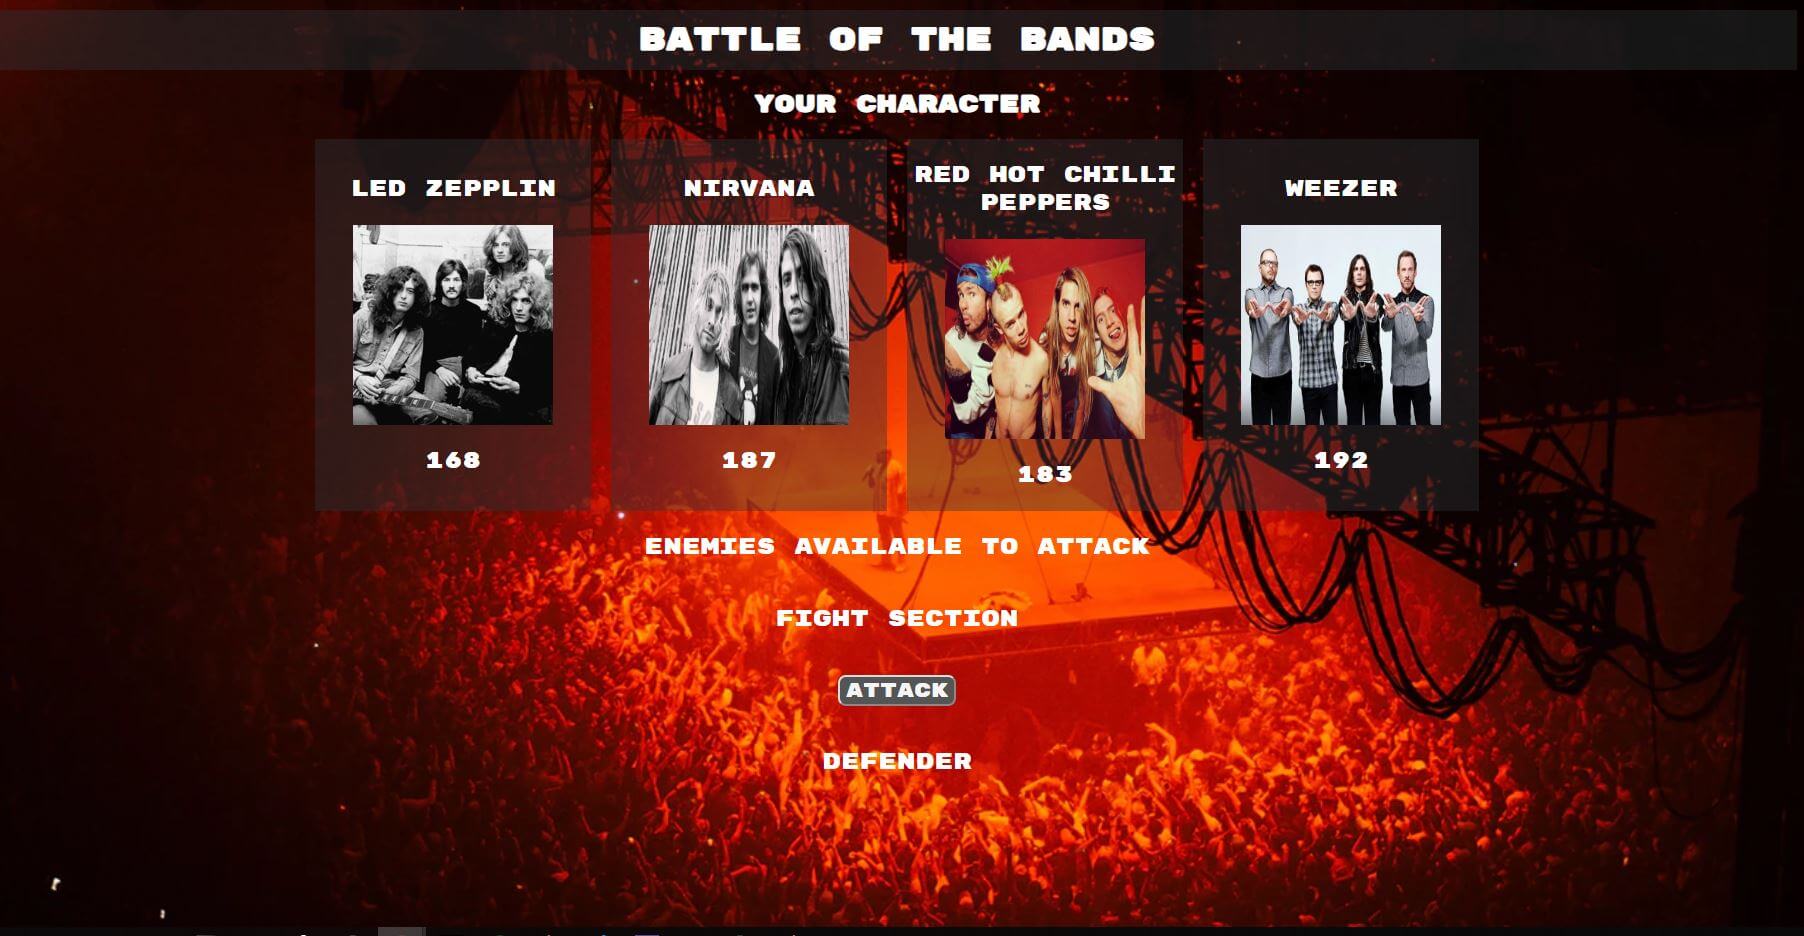 BATTLE OF THE BANDS
YOUR CHARACTER
LED ZEPPLIN
NIRVANA
RED HOT CHILLI
PEPPERS
WEEZER
168
187
183
192
ENEMIES AVAILABLE TO ATTACK
FIGHT SECTION
ATTACK
DEFENDER